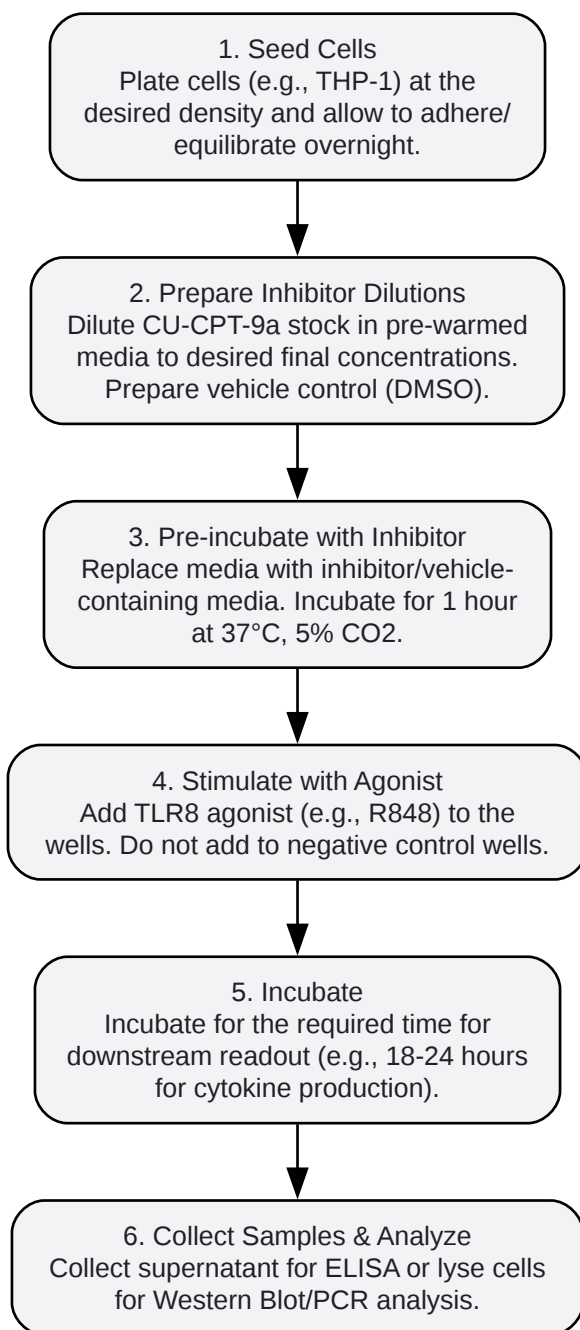 1. Seed Cells
Plate cells (e.g., THP-1) at the
desired density and allow to adhere/
equilibrate overnight.
2. Prepare Inhibitor Dilutions
Dilute CU-CPT-9a stock in pre-warmed
media to desired final concentrations.
Prepare vehicle control (DMSO).
3. Pre-incubate with Inhibitor
Replace media with inhibitor/vehicle-
containing media. Incubate for 1 hour
at 37°C, 5% CO2.
4. Stimulate with Agonist
Add TLR8 agonist (e.g., R848) to the
wells. Do not add to negative control wells.
5. Incubate
Incubate for the required time for
downstream readout (e.g., 18-24 hours
for cytokine production).
6. Collect Samples & Analyze
Collect supernatant for ELISA or lyse cells
for Western Blot/PCR analysis.